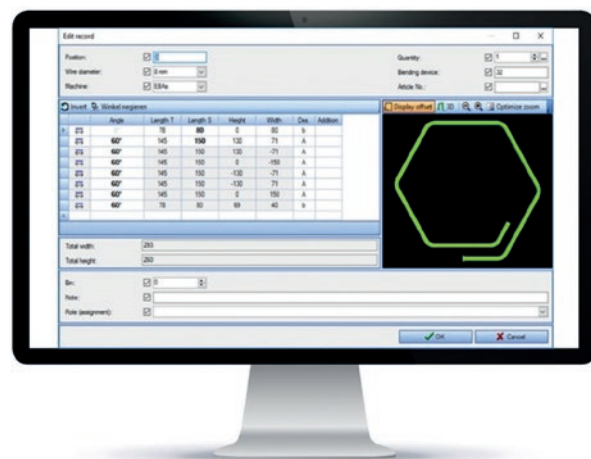 Edit record
Position:
Quantity: 1
Wire diameter: 8 mm
Bending device: 32
Machine:
Article No.:
Invert Winkel negieren
Display offset 3D Optimize zoom
Angle Length T Length S Height Width Des Addition
78 80 0 80 b
60° 145 150 130 71 A
60° 145 150 130 -71 A
60° 145 150 0 -150 A
60° 145 150 -130 -71 A
60° 145 150 -130 71 A
60° 145 150 0 150 A
60° 78 80 69 40 b
Total width:
Total height: 260
Bin: 0
Note:
Role (assignment):
OK Cancel